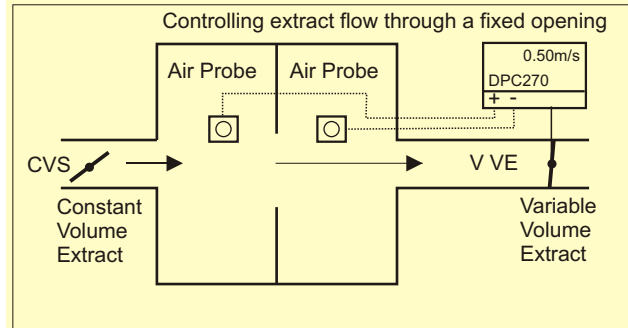 Controlling extract flow through a fixed opening
Air Probe
Air Probe
0.50m/s
DPC270
+ -
CVS
V VE
Constant
Volume
Extract
Variable
Volume
Extract